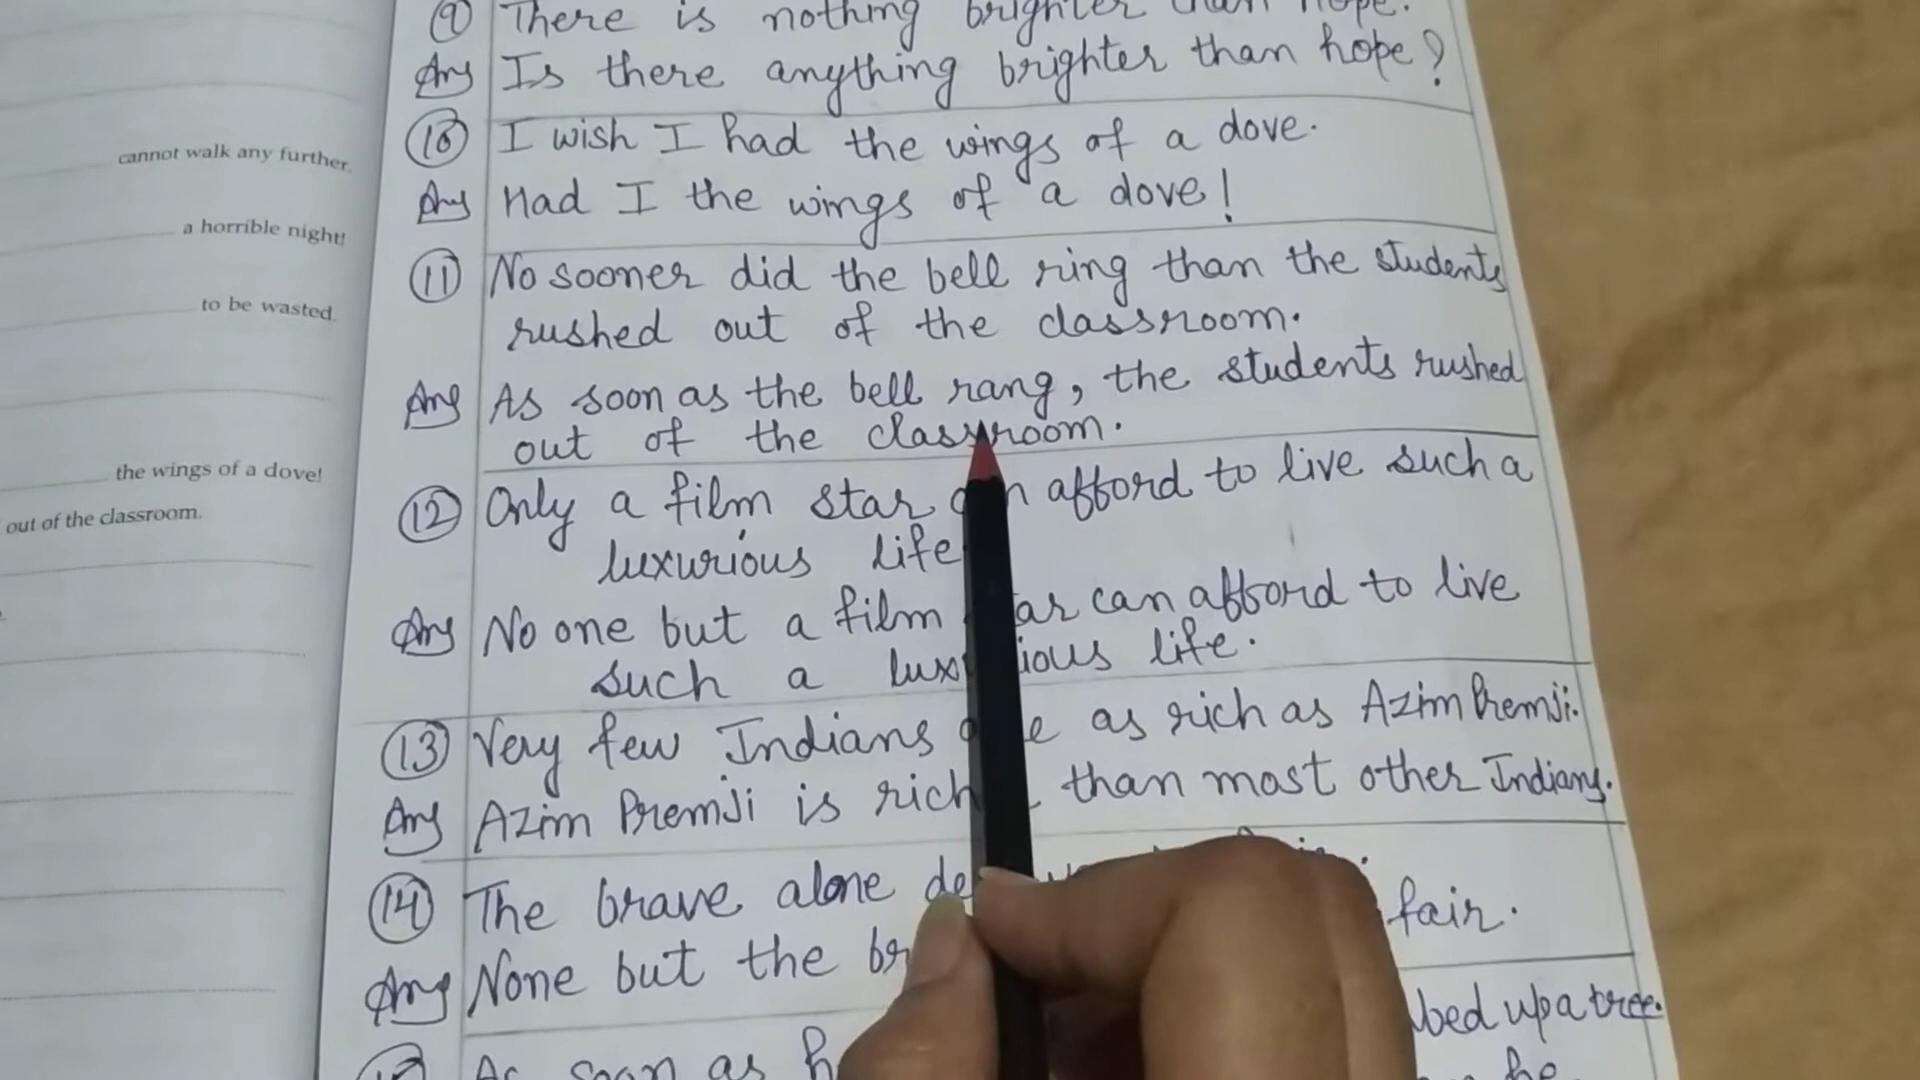 cannot walk any further.
a horrible night!
to be wasted.
the wings of a dove!
out of the classroom.
9 There is nothing brighter than hope.
Ans Is there anything brighter than hope?
10 I wish I had the wings of a dove.
Ans Had I the wings of a dove!
11 No sooner did the bell ring than the students
rushed out of the classroom.
Ans As soon as the bell rang, the students rushed
out of the classroom.
12 Only a film star afford to live such a
luxurious life
Ans No one but a film can afford to live
such a life.
13 Very few Indians as rich as Azim Premji.
Ans Azim Premji is than most other Indians.
14 The brave alone fair.
Ans None but the
up a tree.
As soon as
he